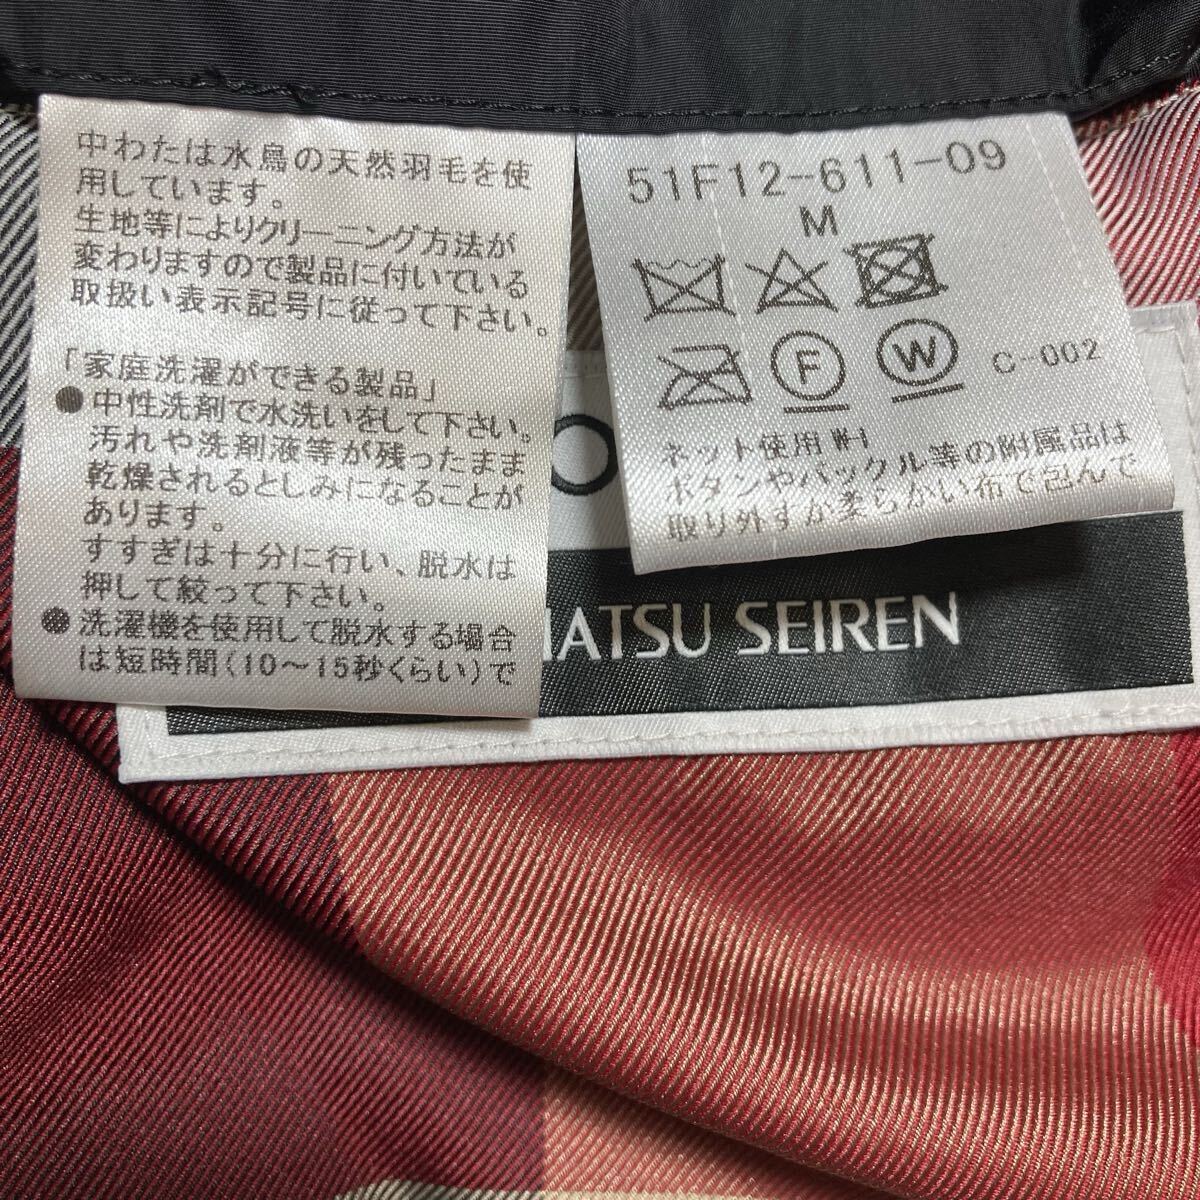 中わたは水鳥の天然羽毛を使
用しています。
生地等によりクリーニング方法が
変わりますので製品に付いている
取扱い表示記号に従って下さい。
「家庭洗濯ができる製品」
●中性洗剤で水洗いをして下さい。
汚れや洗剤液等が残ったまま
乾燥されるとしみになることが
あります。
すすぎは十分に行い、脱水は
押して絞って下さい。
●洗濯機を使用して脱水する場合
は短時間(10～15秒くらい)で
51F12-611-09
M
F
W
C-002
ネット使用 W-I
ボタンやバックル等の附属品は
取り外すか柔らかい布で包んで
O
MATSU SEIREN